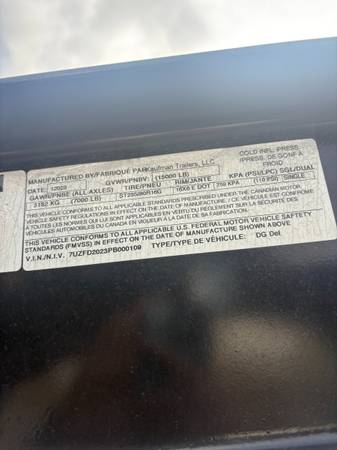 MANUFACTURED BY/FABRIQUÉ PAR: Kaufman Trailers, LLC
DATE: 12/2023 GVWR/PNBV: (15000 LB)
COLD INFL. PRESS.
/PRESS. DE GONFL. À
FROID
GAWR/PNBE (ALL AXLES) TIRE/PNEU RIM/JANTE KPA (PSI/LPC) SGL/DUAL
3182 KG (7000 LB) ST235/80R16G 16X6 E DOT 759 KPA (110 PSI) SINGLE
THIS VEHICLE CONFORMS TO ALL APPLICABLE STANDARDS PRESCRIBED UNDER THE CANADIAN MOTOR
VEHICLE SAFETY REGULATIONS IN EFFECT ON THE DATE OF MANUFACTURE / CE VEHICULE EST CONFORME
À TOUTES LES NORMES QUI LUI SONT APPLICABLES EN VERTU DU RÈGLEMENT SUR LA SÉCURITÉ DES
VÉHICULES AUTOMOBILES DU CANADA EN VIGUEUR À LA DATE DE SA FABRICATION.
THIS VEHICLE CONFORMS TO ALL APPLICABLE U.S. FEDERAL MOTOR VEHICLE SAFETY
STANDARDS (FMVSS) IN EFFECT ON THE DATE OF MANUFACTURE SHOWN ABOVE
V.I.N./N.I.V. 7UZFD2023PB000109 TYPE/TYPE DE VÉHICULE: DG Det